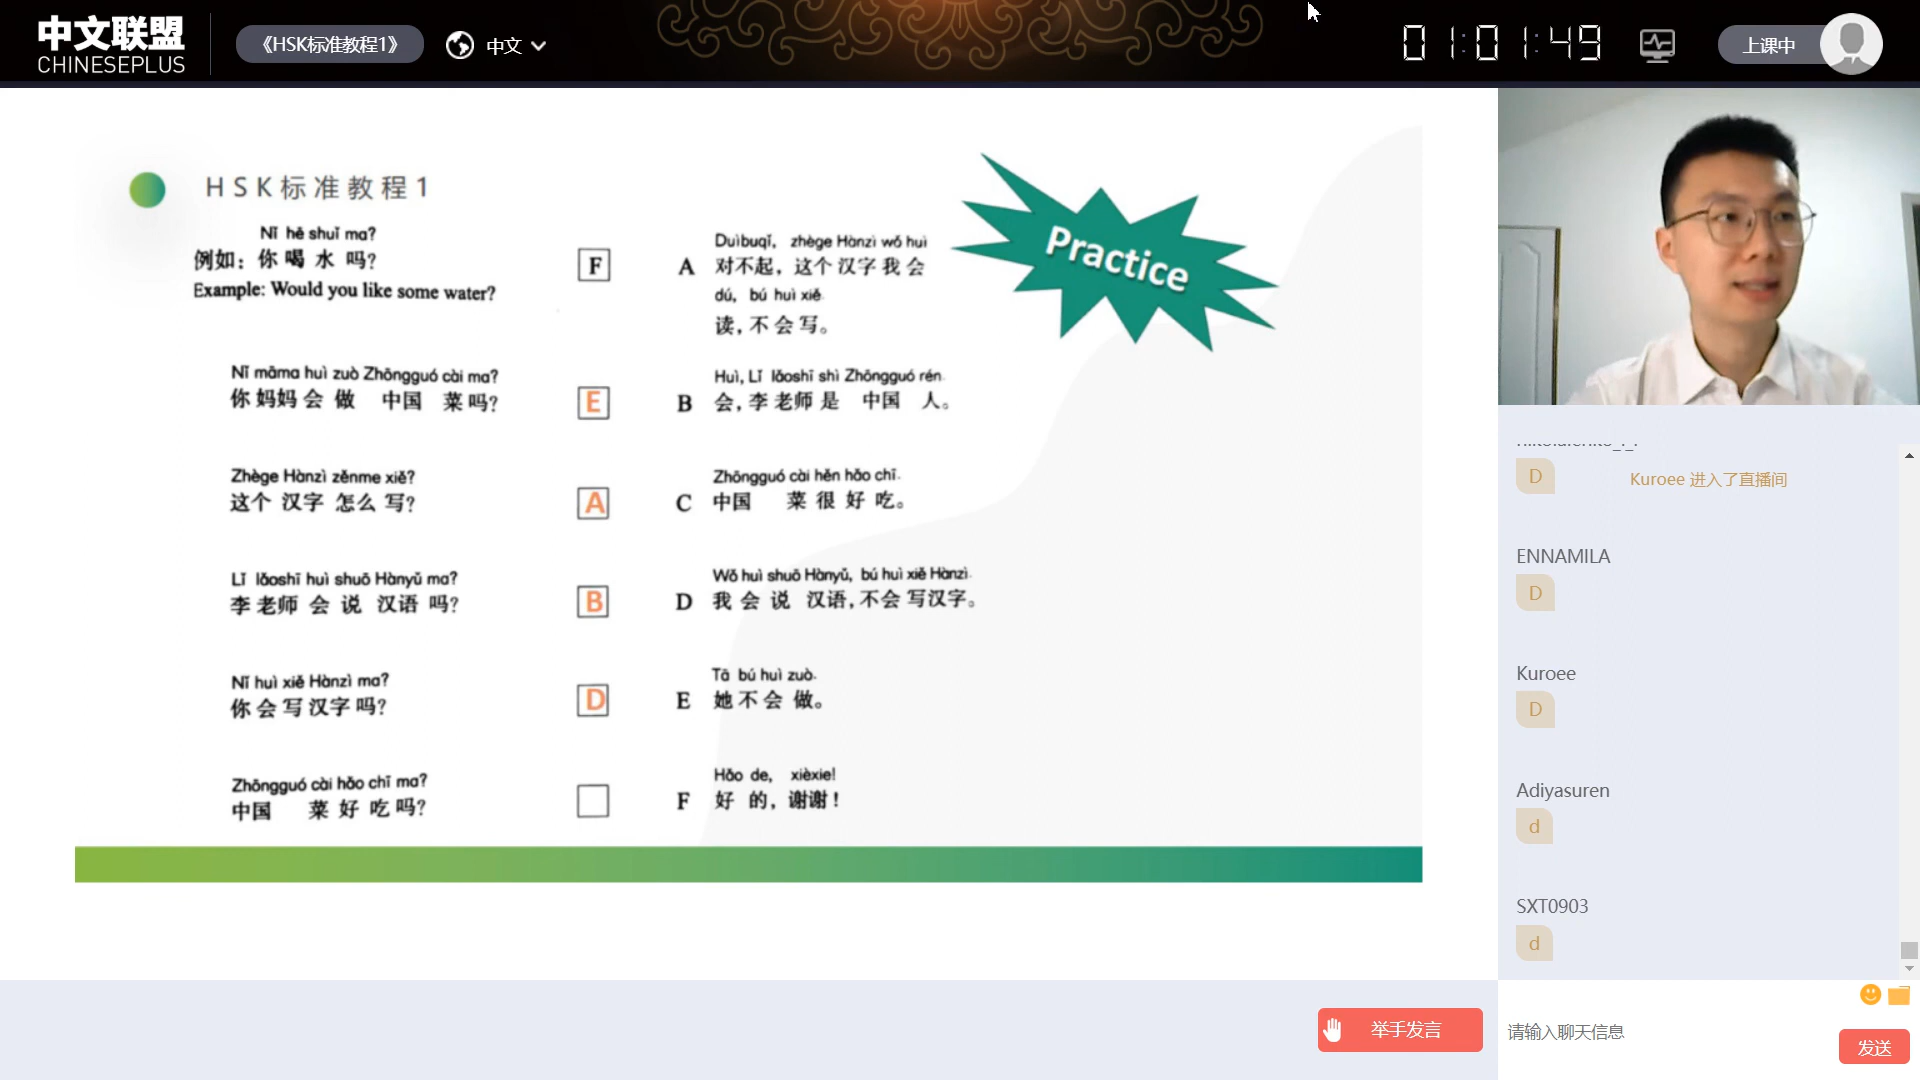 中文联盟
CHINESEPLUS
《HSK标准教程1》
中文
01:01:49
上课中
HSK标准教程1
Nǐ hē shuǐ ma?
例如：你喝水吗？
Example: Would you like some water?
F
A
Duìbuqǐ, zhège Hànzì wǒ huì
对不起，这个汉字我会
dú, bú huì xiě.
读，不会写。
Practice
Nǐ māma huì zuò Zhōngguó cài ma?
你妈妈会做中国菜吗？
E
B
Huì, Lǐ lǎoshī shì Zhōngguó rén.
会，李老师是中国人。
Zhège Hànzì zěnme xiě?
这个汉字怎么写？
A
C
Zhōngguó cài hěn hǎo chī.
中国菜很好吃。
Lǐ lǎoshī huì shuō Hànyǔ ma?
李老师会说汉语吗？
B
D
Wǒ huì shuō Hànyǔ, bú huì xiě Hànzì.
我会说汉语，不会写汉字。
Nǐ huì xiě Hànzì ma?
你会写汉字吗？
D
E
Tā bú huì zuò.
她不会做。
Zhōngguó cài hǎo chī ma?
中国菜好吃吗？
F
Hǎo de, xièxie!
好的，谢谢！
D
Kuroee 进入了直播间
ENNAMILA
D
Kuroee
D
Adiyasuren
d
SXT0903
d
举手发言
请输入聊天信息
发送